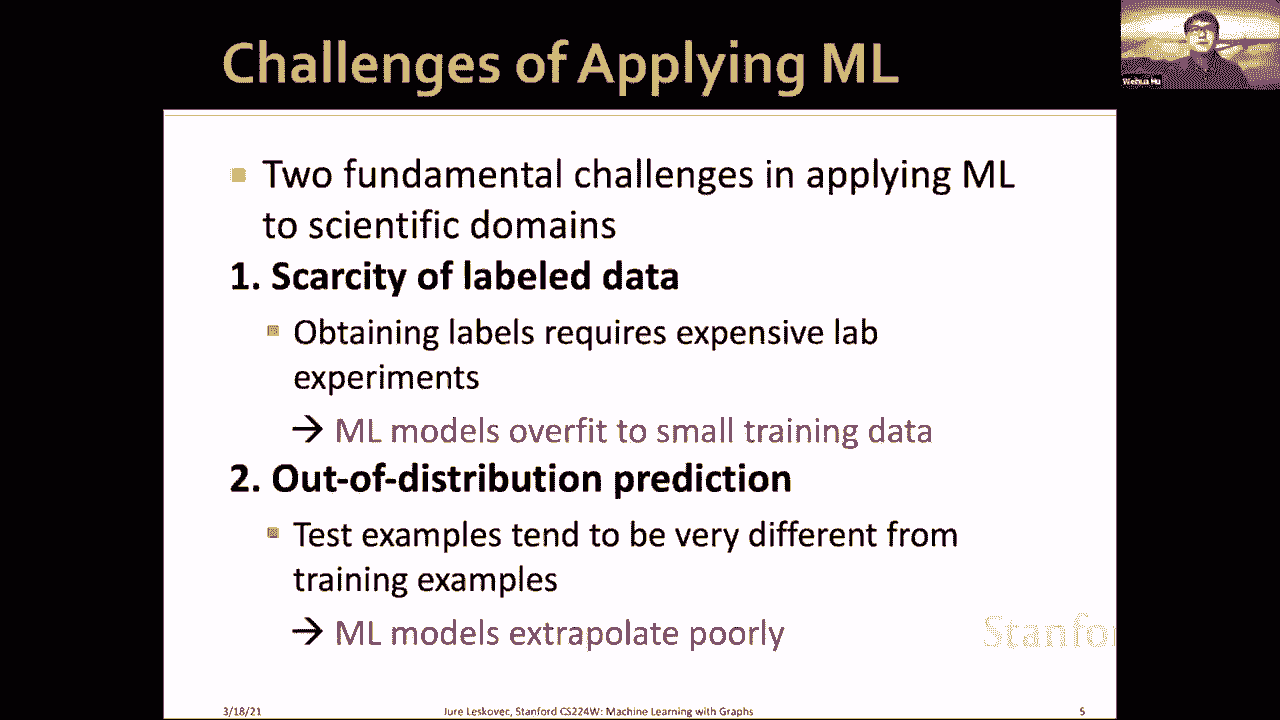 Challenges of Applying ML
Weihua Hu
Two fundamental challenges in applying ML
to scientific domains
1. Scarcity of labeled data
Obtaining labels requires expensive lab
experiments
→ ML models overfit to small training data
2. Out-of-distribution prediction
Test examples tend to be very different from
training examples
→ ML models extrapolate poorly
Stanfor
3/18/21
Jure Leskovec, Stanford CS224W: Machine Learning with Graphs
5